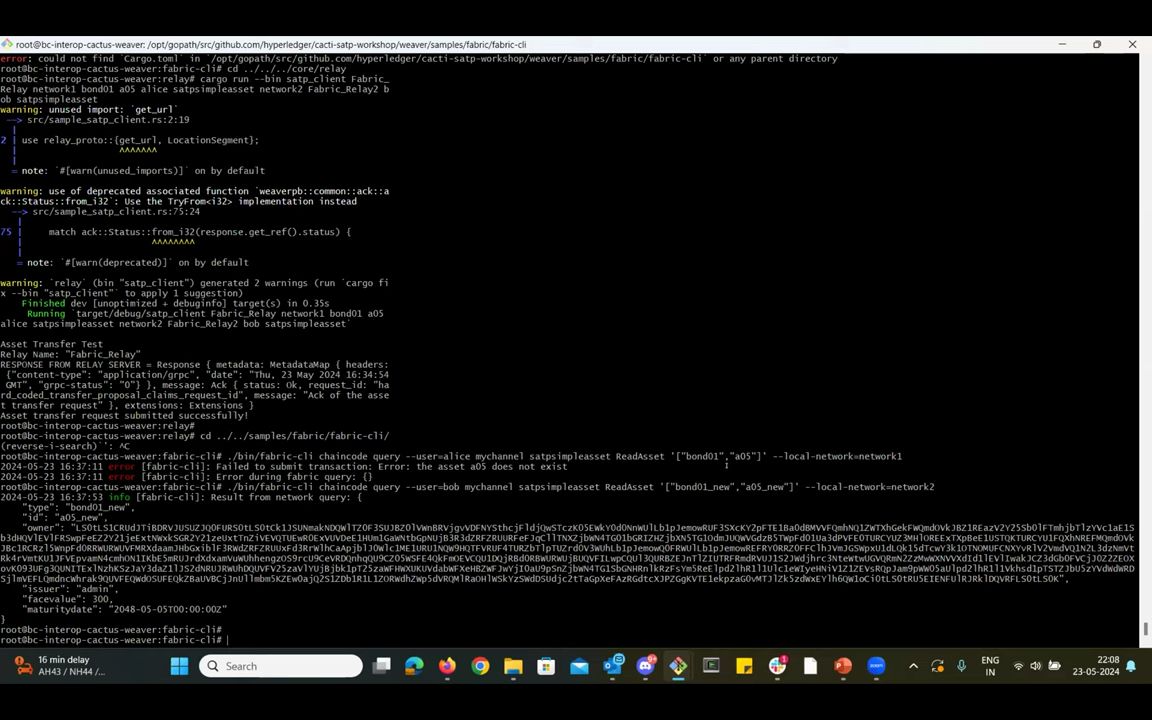 root@bc-interop-cactus-weaver: /opt/gopath/src/github.com/hyperledger/cacti-satp-workshop/weaver/samples/fabric/fabric-cli
error: could not find `Cargo.toml` in `/opt/gopath/src/github.com/hyperledger/cacti-satp-workshop/weaver/samples/fabric/fabric-cli` or any parent directory
root@bc-interop-cactus-weaver:fabric-cli# cd ../../../core/relay
root@bc-interop-cactus-weaver:relay# cargo run --bin satp_client Fabric_
Relay network1 bond01 a05 alice satpsimpleasset network2 Fabric_Relay2 b
ob satpsimpleasset
warning: unused import: `get_url`
--> src/sample_satp_client.rs:2:19
|
2 | use relay_proto::{get_url, LocationSegment};
| ^^^^^^^
|
= note: `#[warn(unused_imports)]` on by default
warning: use of deprecated associated function `weaverpb::common::ack::a
ck::Status::from_i32`: Use the TryFrom<i32> implementation instead
--> src/sample_satp_client.rs:75:24
|
75 | match ack::Status::from_i32(response.get_ref().status) {
| ^^^^^^^^
|
= note: `#[warn(deprecated)]` on by default
warning: `relay` (bin "satp_client") generated 2 warnings (run `cargo fi
x --bin "satp_client"` to apply 1 suggestion)
Finished dev [unoptimized + debuginfo] target(s) in 0.35s
Running `target/debug/satp_client Fabric_Relay network1 bond01 a05
alice satpsimpleasset network2 Fabric_Relay2 bob satpsimpleasset`
Asset Transfer Test
Relay Name: "Fabric_Relay"
RESPONSE FROM RELAY SERVER = Response { metadata: MetadataMap { headers:
{"content-type": "application/grpc", "date": "Thu, 23 May 2024 16:34:54
GMT", "grpc-status": "0"} }, message: Ack { status: Ok, request_id: "ha
rd_coded_transfer_proposal_claims_request_id", message: "Ack of the asse
t transfer request" }, extensions: Extensions }
Asset transfer request submitted successfully!
root@bc-interop-cactus-weaver:relay#
root@bc-interop-cactus-weaver:relay# cd ../../samples/fabric/fabric-cli/
(reverse-i-search)`': ^C
root@bc-interop-cactus-weaver:fabric-cli# ./bin/fabric-cli chaincode query --user=alice mychannel satpsimpleasset ReadAsset '["bond01","a05"]' --local-network=network1
2024-05-23 16:37:11 error [fabric-cli]: Failed to submit transaction: Error: the asset a05 does not exist
2024-05-23 16:37:11 error [fabric-cli]: Error during fabric query: {}
root@bc-interop-cactus-weaver:fabric-cli# ./bin/fabric-cli chaincode query --user=bob mychannel satpsimpleasset ReadAsset '["bond01_new","a05_new"]' --local-network=network2
2024-05-23 16:37:53 info [fabric-cli]: Result from network query: {
"type": "bond01_new",
"id": "a05_new",
"owner":
"issuer": "admin",
"facevalue": 300,
"maturitydate": "2048-05-05T00:00:00Z"
}
root@bc-interop-cactus-weaver:fabric-cli#
root@bc-interop-cactus-weaver:fabric-cli#
16 min delay
AH43 / NH44 /...
Search
ENG
IN
22:08
23-05-2024